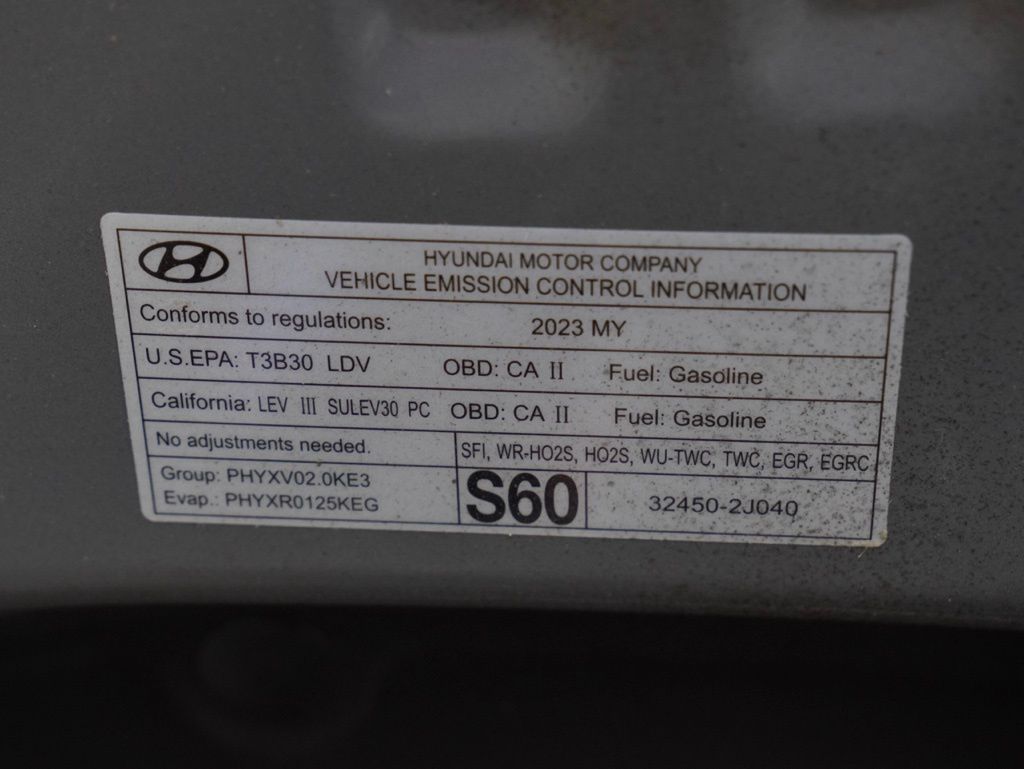 HYUNDAI MOTOR COMPANY
VEHICLE EMISSION CONTROL INFORMATION
Conforms to regulations: 2023 MY
U.S.EPA: T3B30 LDV OBD: CA II Fuel: Gasoline
California: LEV III SULEV30 PC OBD: CA II Fuel: Gasoline
No adjustments needed.
SFI, WR-HO2S, HO2S, WU-TWC, TWC, EGR, EGRC
Group: PHYXV02.0KE3
Evap.: PHYXR0125KEG
S60
32450-2J040